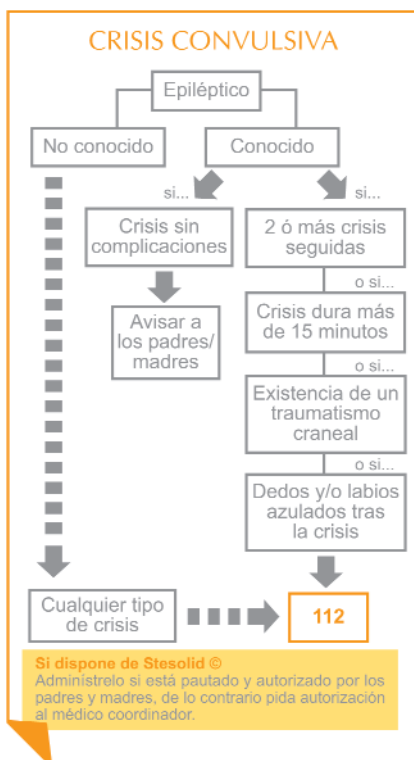 CRISIS CONVULSIVA
Epiléptico
No conocido
Conocido
si...
si...
Crisis sin
complicaciones
2 ó más crisis
seguidas
o si...
Avisar a
los padres/
madres
Crisis dura más
de 15 minutos
o si...
Existencia de un
traumatismo
craneal
o si...
Dedos y/o labios
azulados tras
la crisis
Cualquier tipo
de crisis
112
Si dispone de Stesolid ©
Adminístrelo si está pautado y autorizado por los
padres y madres, de lo contrario pida autorización
al médico coordinador.